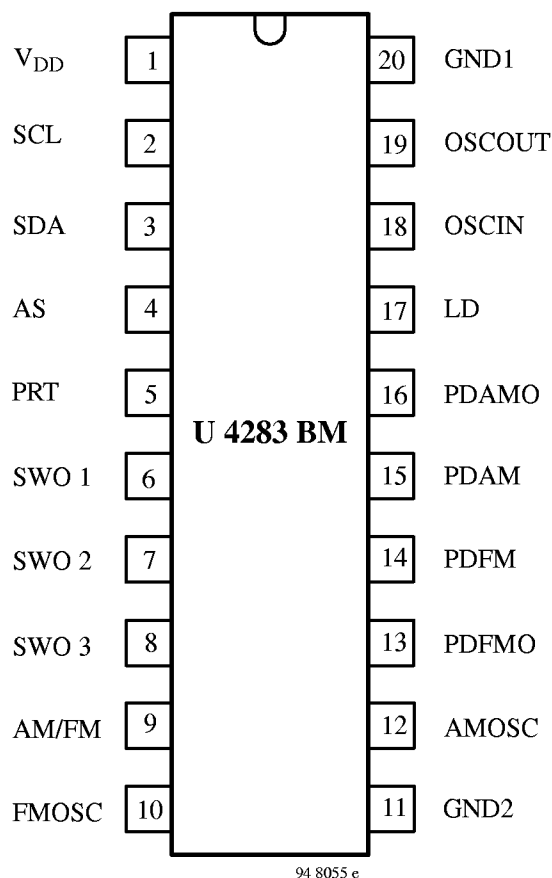 V_DD 1 20 GND1
SCL 2 19 OSCOUT
SDA 3 18 OSCIN
AS 4 17 LD
PRT 5 16 PDAMO
U 4283 BM
SWO 1 6 15 PDAM
SWO 2 7 14 PDFM
SWO 3 8 13 PDFMO
AM/FM 9 12 AMOSC
FMOSC 10 11 GND2
94 8055 e